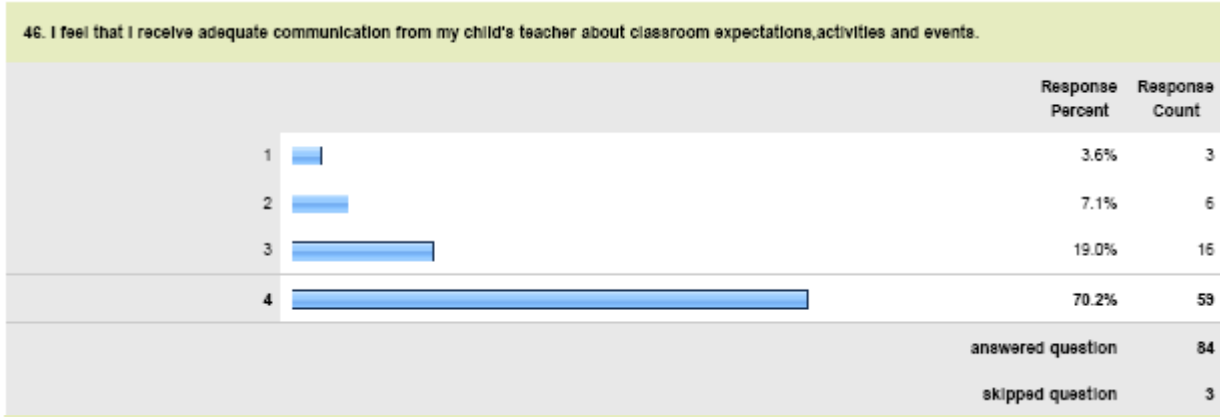 46. I feel that I receive adequate communication from my child's teacher about classroom expectations,activities and events.
Response Percent Response Count
1 3.6% 3
2 7.1% 6
3 19.0% 16
4 70.2% 59
answered question 84
skipped question 3